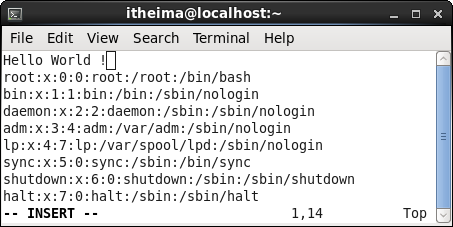 itheima@localhost:~
File Edit View Search Terminal Help
Hello World !
root:x:0:0:root:/root:/bin/bash
bin:x:1:1:bin:/bin:/sbin/nologin
daemon:x:2:2:daemon:/sbin:/sbin/nologin
adm:x:3:4:adm:/var/adm:/sbin/nologin
lp:x:4:7:lp:/var/spool/lpd:/sbin/nologin
sync:x:5:0:sync:/sbin:/bin/sync
shutdown:x:6:0:shutdown:/sbin:/sbin/shutdown
halt:x:7:0:halt:/sbin:/sbin/halt
-- INSERT -- 1,14 Top